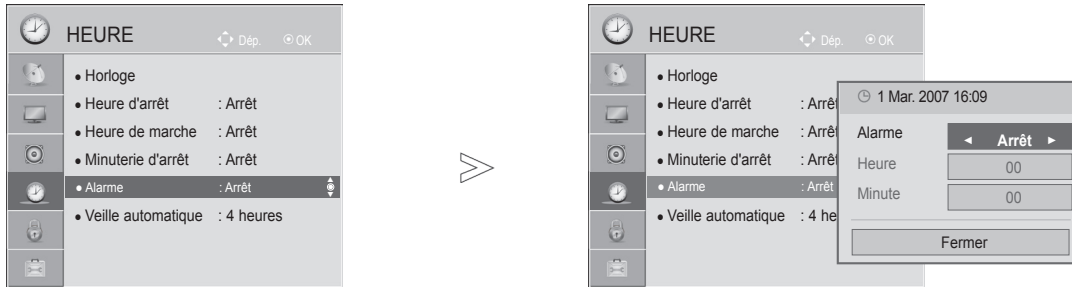 HEURE Dép. OK
• Horloge
• Heure d'arrêt : Arrêt
• Heure de marche : Arrêt
• Minuterie d'arrêt : Arrêt
• Alarme : Arrêt
• Veille automatique : 4 heures
HEURE Dép. OK
• Horloge
• Heure d'arrêt : Arrêt
• Heure de marche : Arrêt
• Minuterie d'arrêt : Arrêt
• Alarme : Arrêt
• Veille automatique : 4 he
1 Mar. 2007 16:09
Alarme ◄ Arrêt ►
Heure 00
Minute 00
Fermer